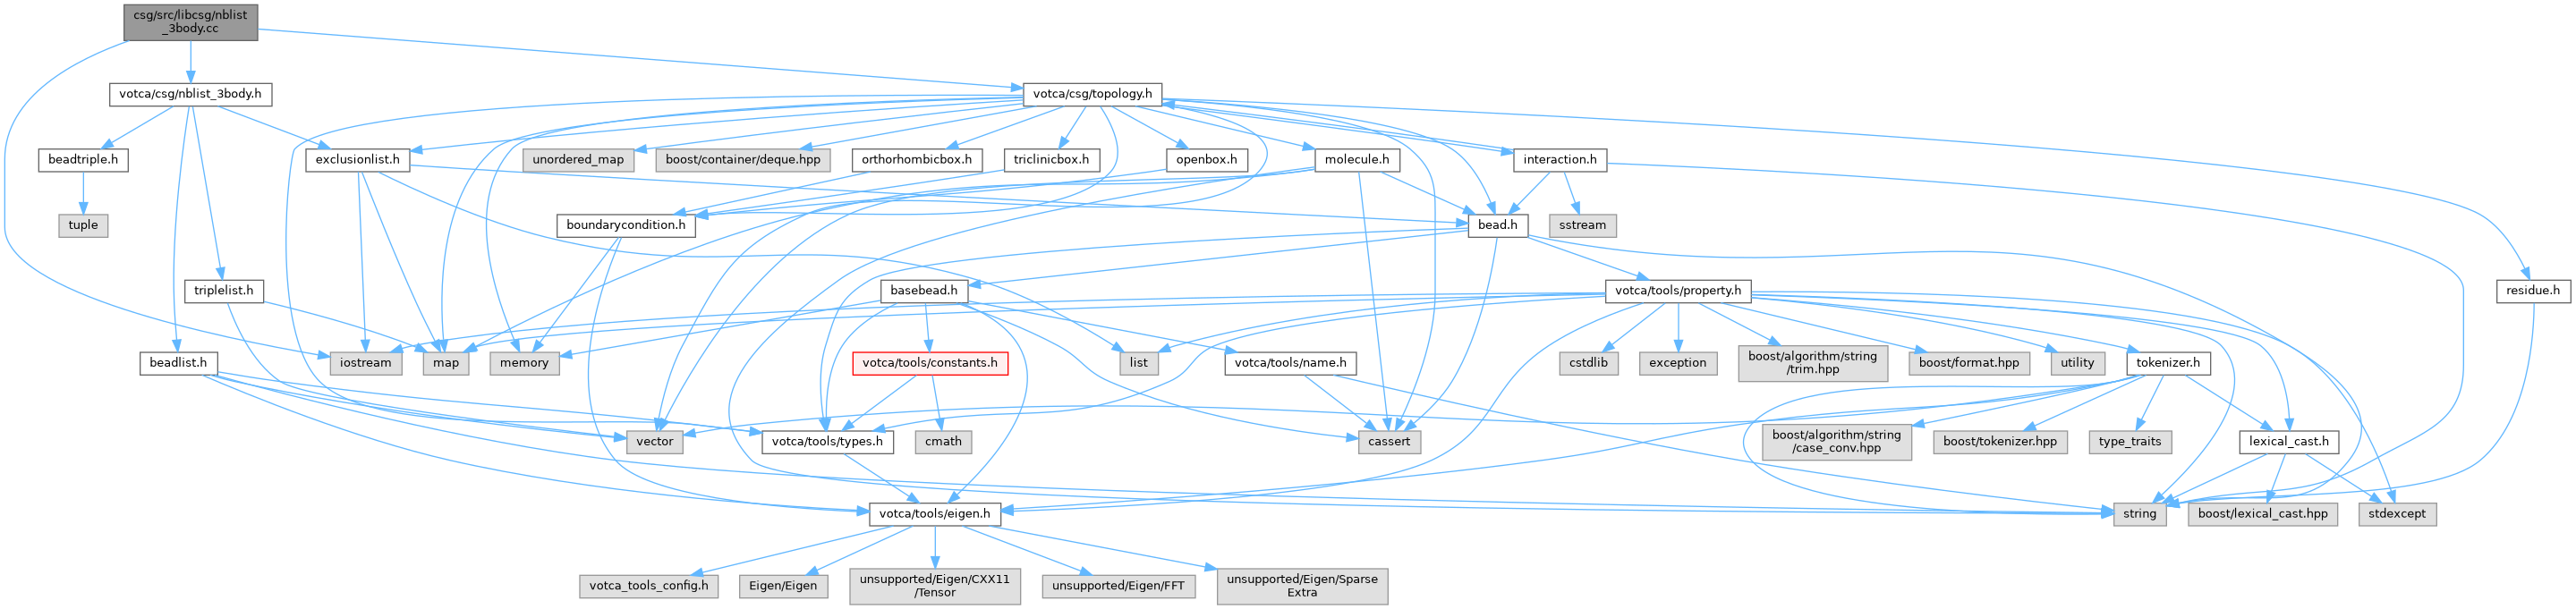 csg/src/libcsg/nblist
_3body.cc
votca/csg/nblist_3body.h
votca/csg/topology.h
beadtriple.h
exclusionlist.h
unordered_map
boost/container/deque.hpp
orthorhombicbox.h
triclinicbox.h
openbox.h
molecule.h
interaction.h
tuple
boundarycondition.h
bead.h
sstream
triplelist.h
basebead.h
votca/tools/property.h
residue.h
beadlist.h
iostream
map
memory
votca/tools/constants.h
list
votca/tools/name.h
cstdlib
exception
boost/algorithm/string
/trim.hpp
boost/format.hpp
utility
tokenizer.h
vector
votca/tools/types.h
cmath
cassert
boost/algorithm/string
/case_conv.hpp
boost/tokenizer.hpp
type_traits
lexical_cast.h
votca/tools/eigen.h
string
boost/lexical_cast.hpp
stdexcept
votca_tools_config.h
Eigen/Eigen
unsupported/Eigen/CXX11
/Tensor
unsupported/Eigen/FFT
unsupported/Eigen/Sparse
Extra